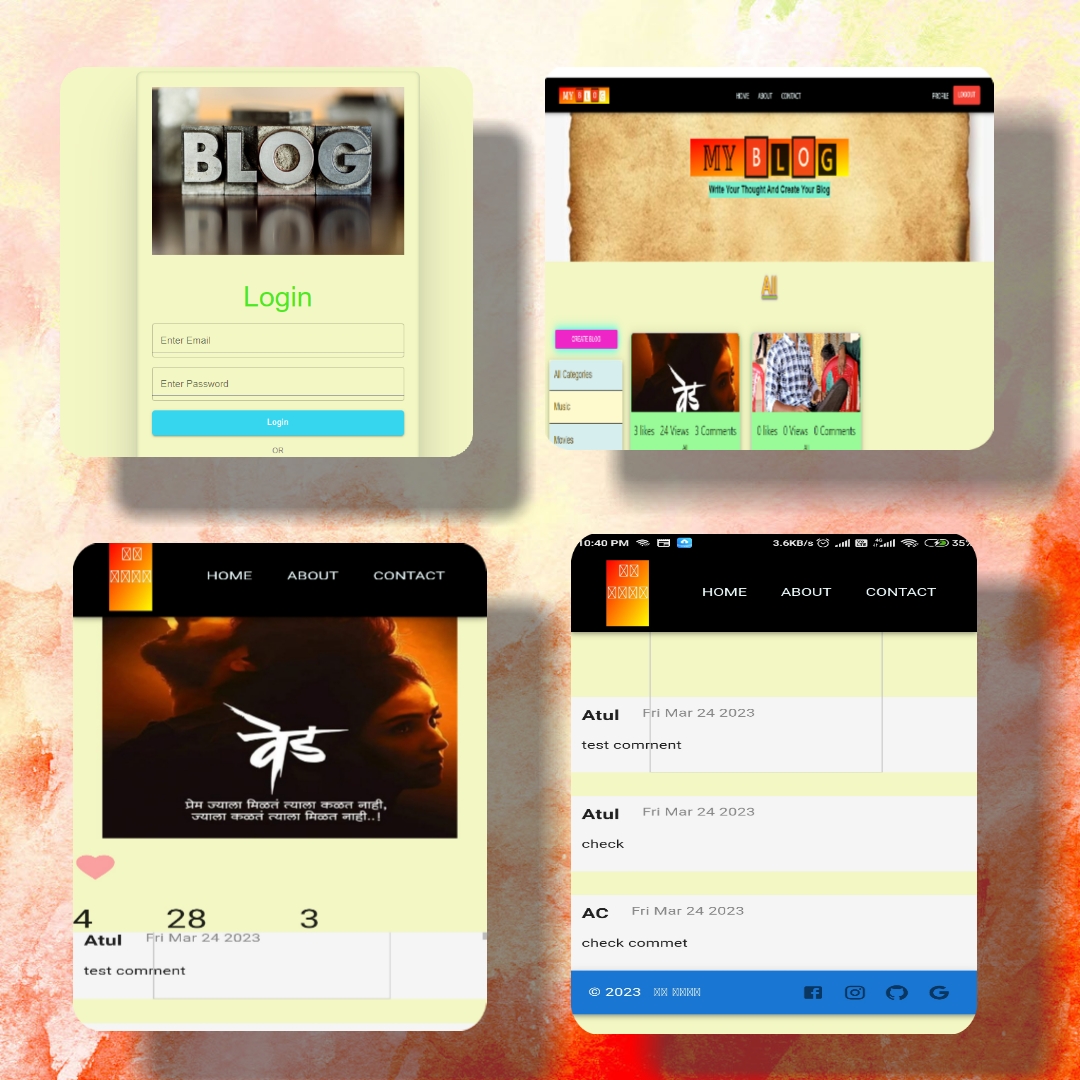 BLOG
Login
Enter Email
Enter Password
Login
OR
MY BLOG
HOME ABOUT CONTACT
PROFILE LOGOUT
MY BLOG
Write Your Thought And Create Your Blog
All
CREATE BLOG
All Categories
Music
Movies
वेड
3 likes 24 Views 3 Comments
0 likes 0 Views 0 Comments
HOME ABOUT CONTACT
वेड
प्रेम ज्याला मिळतं त्याला कळत नाही,
ज्याला कळतं त्याला मिळत नाही..!
4 28 3
Atul Fri Mar 24 2023
test comment
10:40 PM 3.6KB/s 4G 35%
HOME ABOUT CONTACT
Atul Fri Mar 24 2023
test comment
Atul Fri Mar 24 2023
check
AC Fri Mar 24 2023
check commet
© 2023